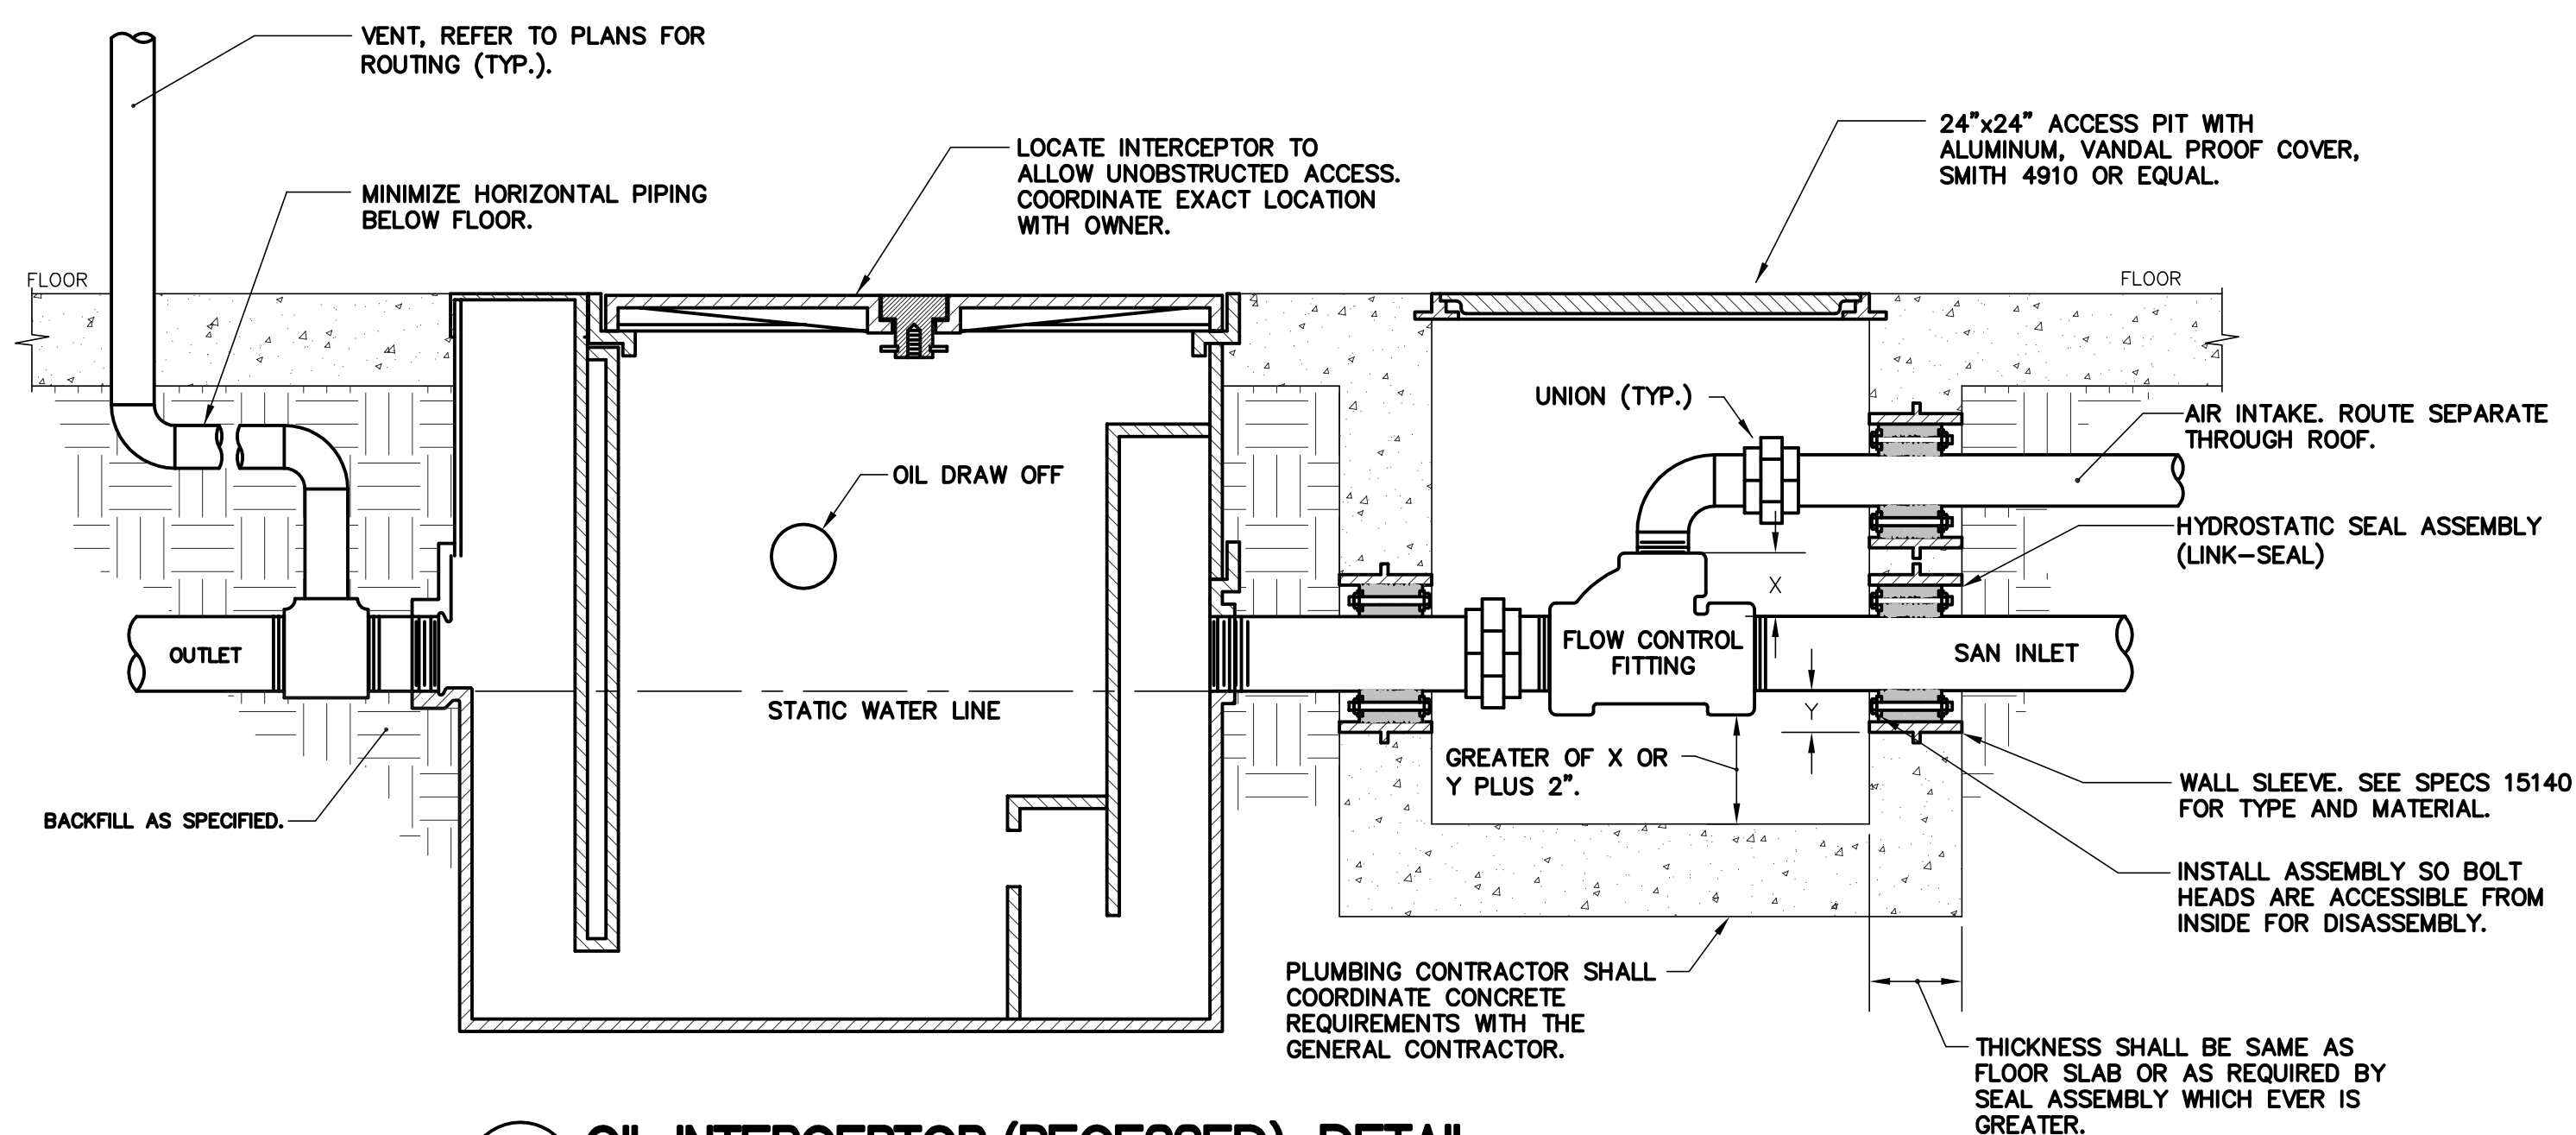 VENT, REFER TO PLANS FOR
ROUTING (TYP.).
MINIMIZE HORIZONTAL PIPING
BELOW FLOOR.
LOCATE INTERCEPTOR TO
ALLOW UNOBSTRUCTED ACCESS.
COORDINATE EXACT LOCATION
WITH OWNER.
24"x24" ACCESS PIT WITH
ALUMINUM, VANDAL PROOF COVER,
SMITH 4910 OR EQUAL.
FLOOR
FLOOR
UNION (TYP.)
AIR INTAKE. ROUTE SEPARATE
THROUGH ROOF.
OIL DRAW OFF
HYDROSTATIC SEAL ASSEMBLY
(LINK-SEAL)
X
OUTLET
FLOW CONTROL
FITTING
SAN INLET
STATIC WATER LINE
Y
GREATER OF X OR
Y PLUS 2".
BACKFILL AS SPECIFIED.
WALL SLEEVE. SEE SPECS 15140
FOR TYPE AND MATERIAL.
INSTALL ASSEMBLY SO BOLT
HEADS ARE ACCESSIBLE FROM
INSIDE FOR DISASSEMBLY.
PLUMBING CONTRACTOR SHALL
COORDINATE CONCRETE
REQUIREMENTS WITH THE
GENERAL CONTRACTOR.
THICKNESS SHALL BE SAME AS
FLOOR SLAB OR AS REQUIRED BY
SEAL ASSEMBLY WHICH EVER IS
GREATER.
OIL INTERCEPTOR (RECESSED) DETAIL